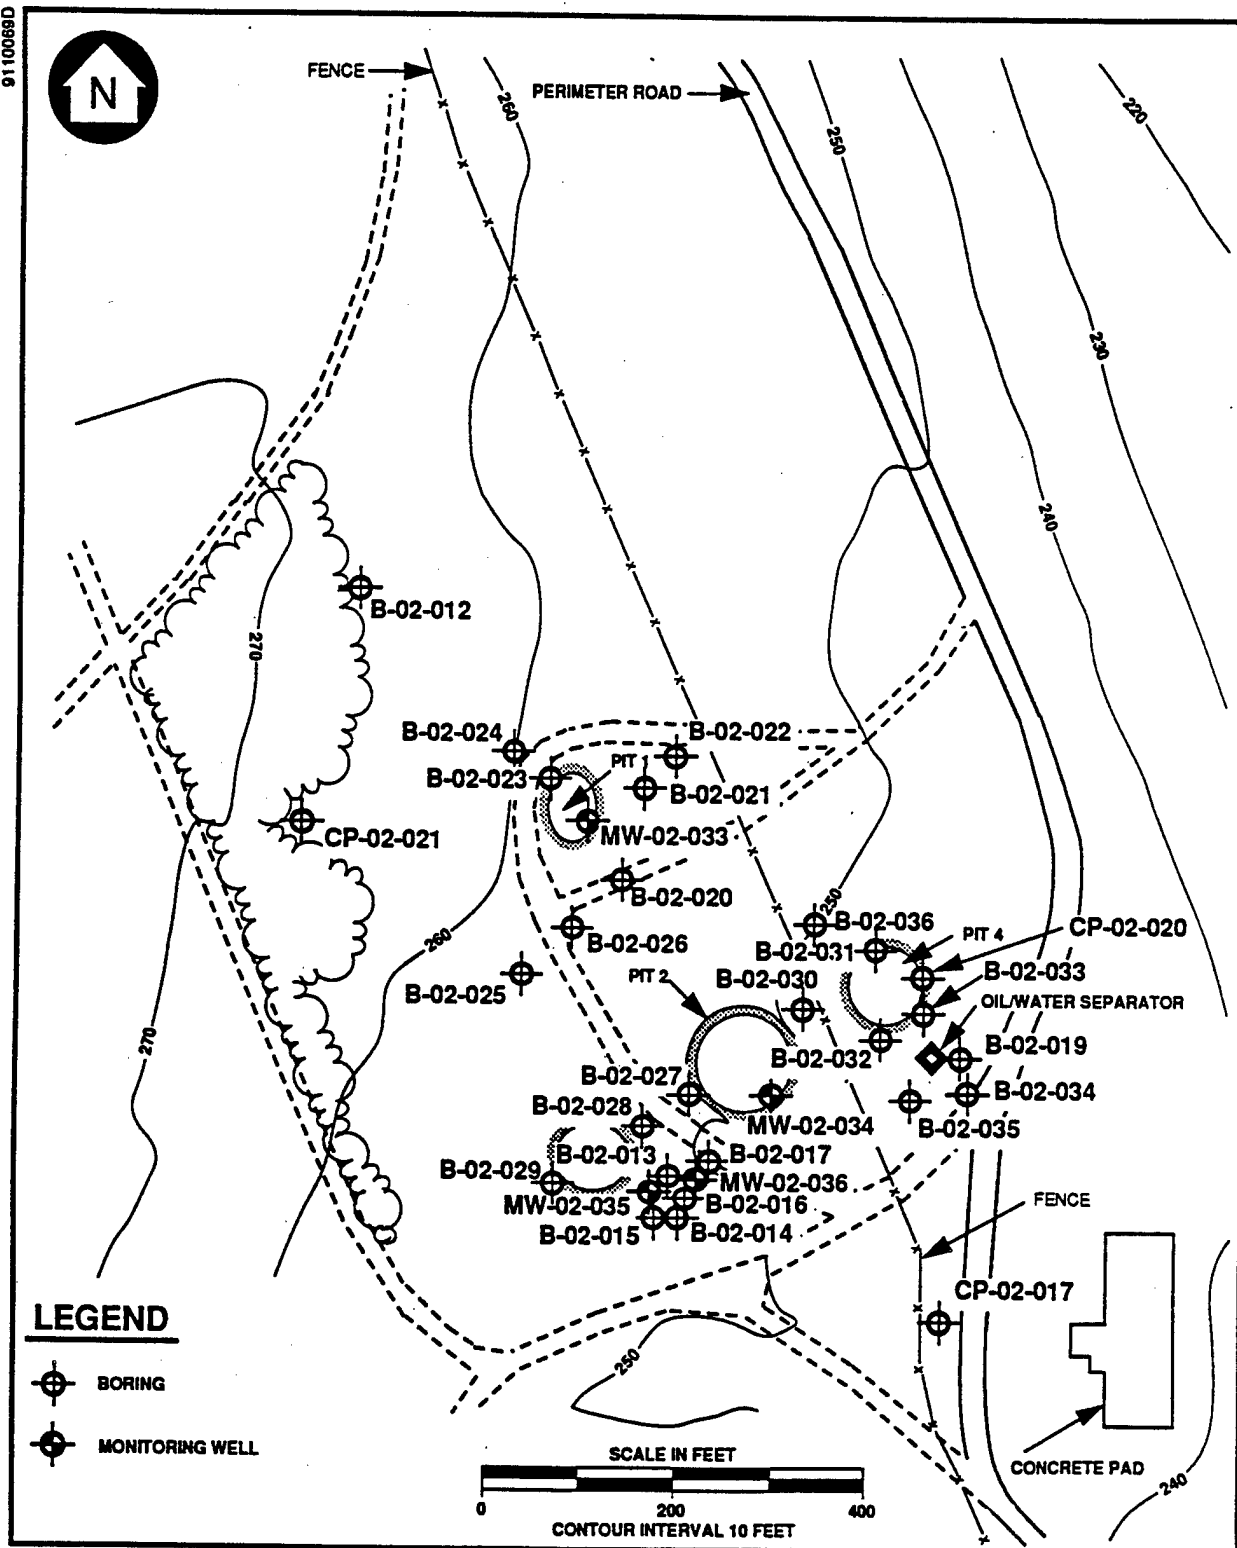 9110069D
N
FENCE
PERIMETER ROAD
260
250
220
230
240
270
B-02-012
B-02-024
B-02-022
PIT 1
B-02-023
B-02-021
CP-02-021
MW-02-033
B-02-020
250
B-02-036
CP-02-020
260
B-02-026
B-02-031
PIT 4
B-02-033
B-02-025
PIT 2
B-02-030
OIL/WATER SEPARATOR
270
B-02-032
B-02-019
B-02-027
B-02-034
B-02-028
MW-02-034
B-02-035
B-02-013
B-02-017
B-02-029
MW-02-036
MW-02-035
B-02-016
B-02-015
B-02-014
FENCE
CP-02-017
LEGEND
250
BORING
MONITORING WELL
SCALE IN FEET
CONCRETE PAD
240
0 200 400
CONTOUR INTERVAL 10 FEET